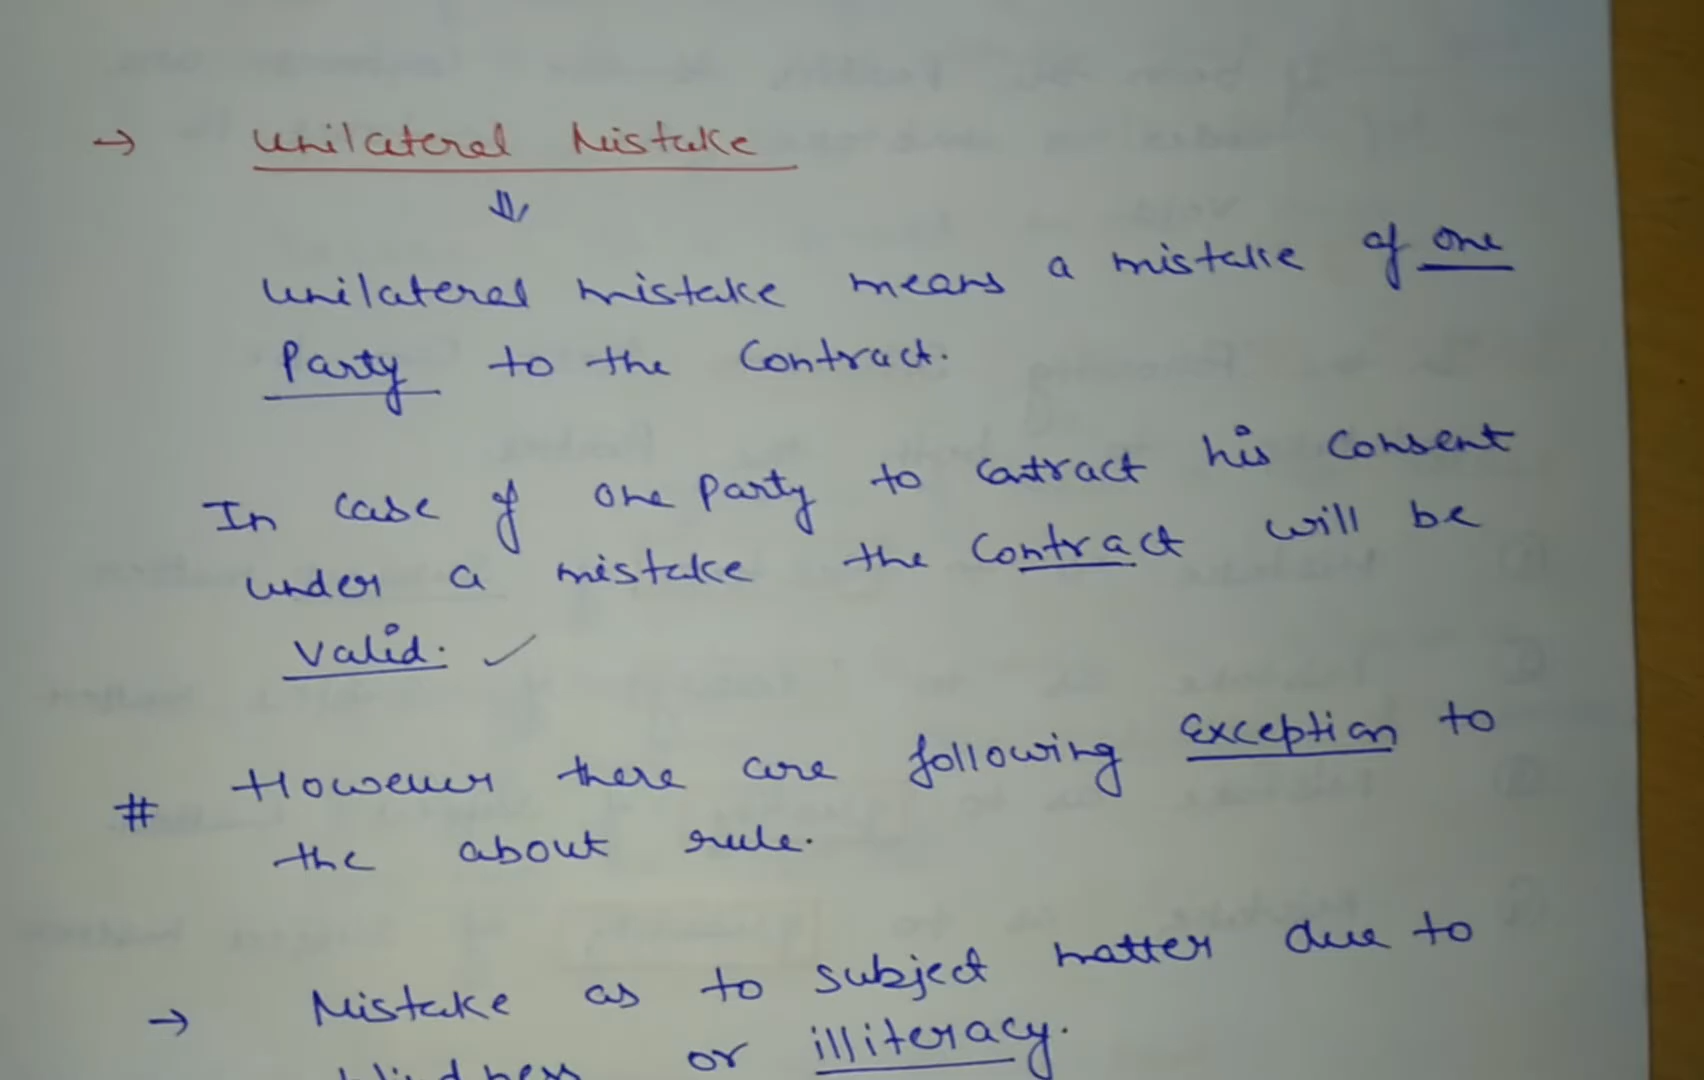 → Unilateral Mistake
⇓
Unilateral mistake means a mistake of one
Party to the Contract.
In case of one Party to contract his Consent
under a mistake the Contract will be
valid. ✓
# However there are following Exception to
the about rule.
→ Mistake as to subject matter due to
blindness or illiteracy.